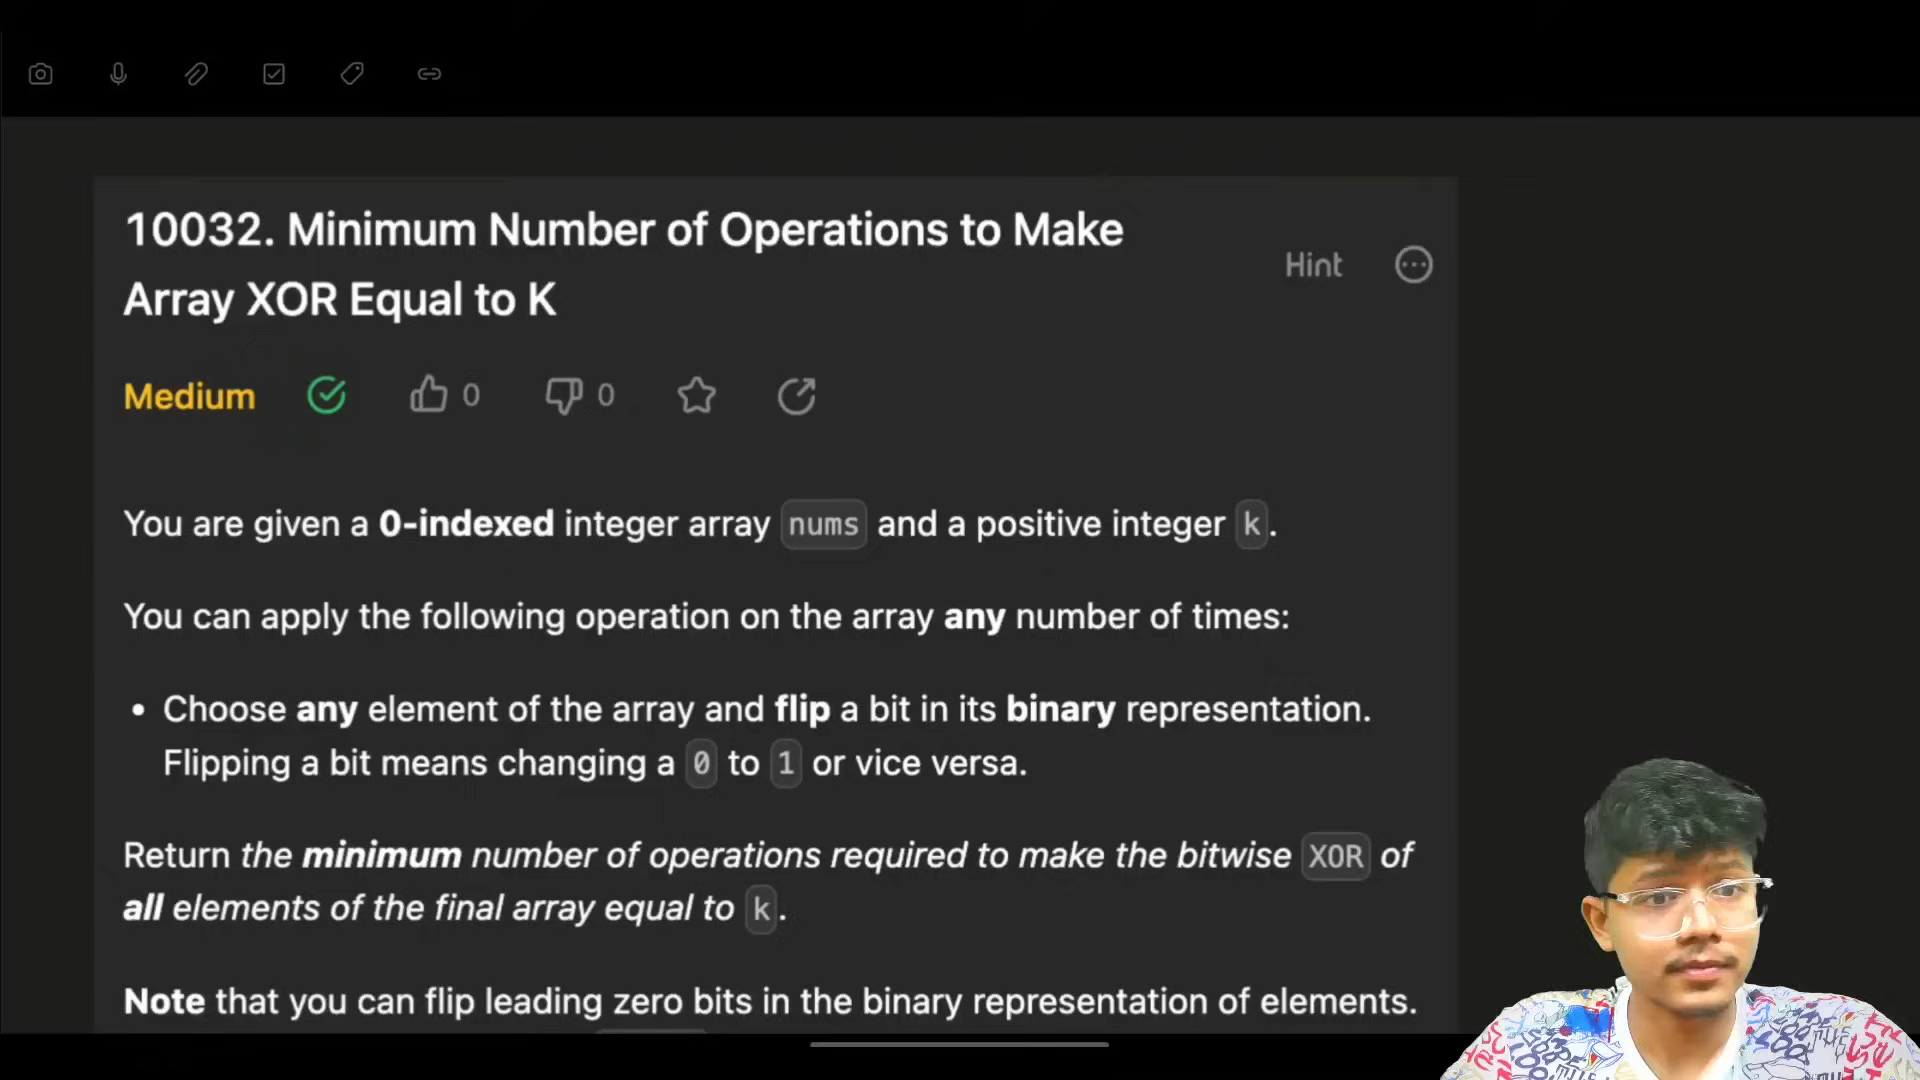 10032. Minimum Number of Operations to Make
Array XOR Equal to K
Hint
Medium
0
0
You are given a 0-indexed integer array nums and a positive integer k.
You can apply the following operation on the array any number of times:
• Choose any element of the array and flip a bit in its binary representation.
Flipping a bit means changing a 0 to 1 or vice versa.
Return the minimum number of operations required to make the bitwise XOR of
all elements of the final array equal to k.
Note that you can flip leading zero bits in the binary representation of elements.